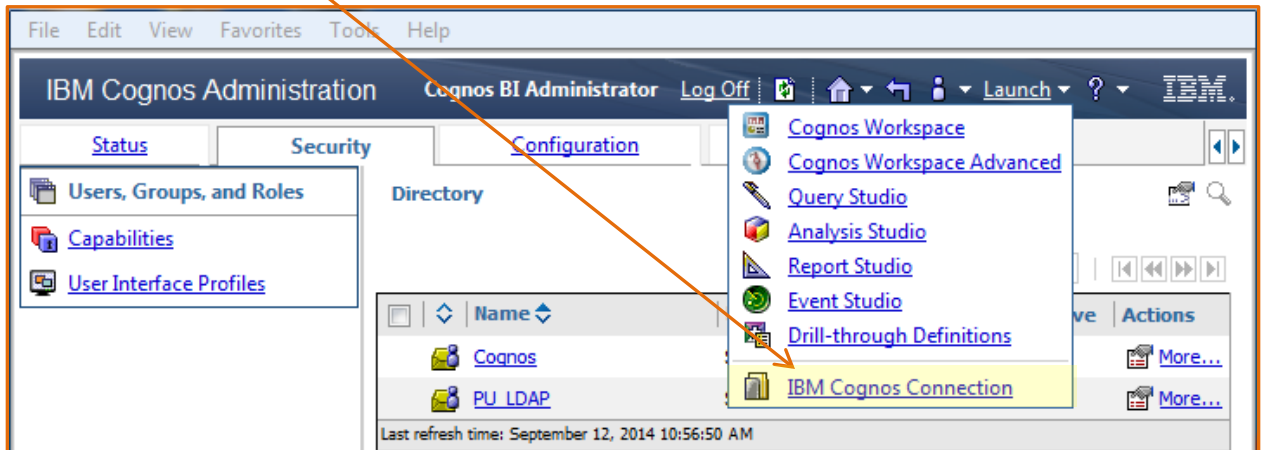 File Edit View Favorites Tools Help
IBM Cognos Administration Cognos BI Administrator Log Off Launch ? IBM.
Status Security Configuration
Users, Groups, and Roles
Capabilities
User Interface Profiles
Directory
Cognos Workspace
Cognos Workspace Advanced
Query Studio
Analysis Studio
Report Studio
Event Studio
Drill-through Definitions
IBM Cognos Connection
Name Actions
Cognos More...
PU_LDAP More...
Last refresh time: September 12, 2014 10:56:50 AM